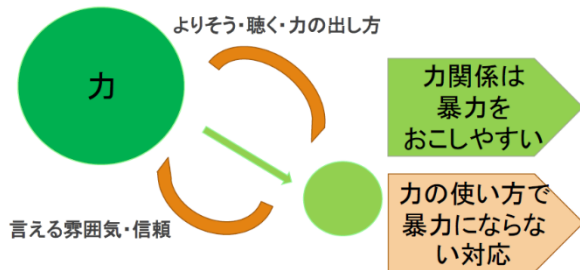 よりそう・聴く・力の出し方
力
力関係は
暴力を
おこしやすい
力の使い方で
暴力にならな
い対応
言える雰囲気・信頼